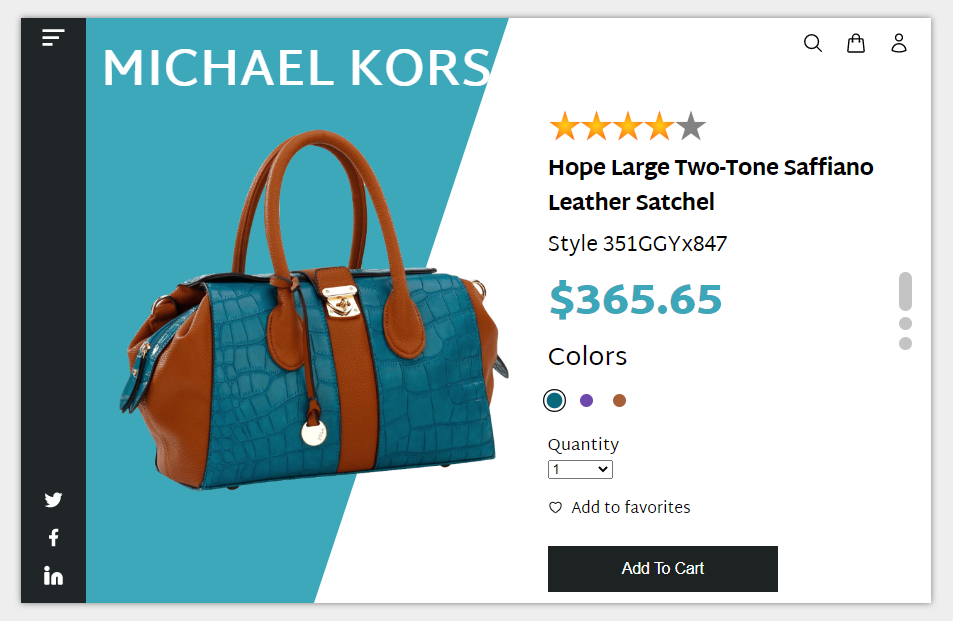 MICHAEL KORS
Hope Large Two-Tone Saffiano
Leather Satchel
Style 351GGYx847
$365.65
Colors
Quantity
1
Add to favorites
Add To Cart